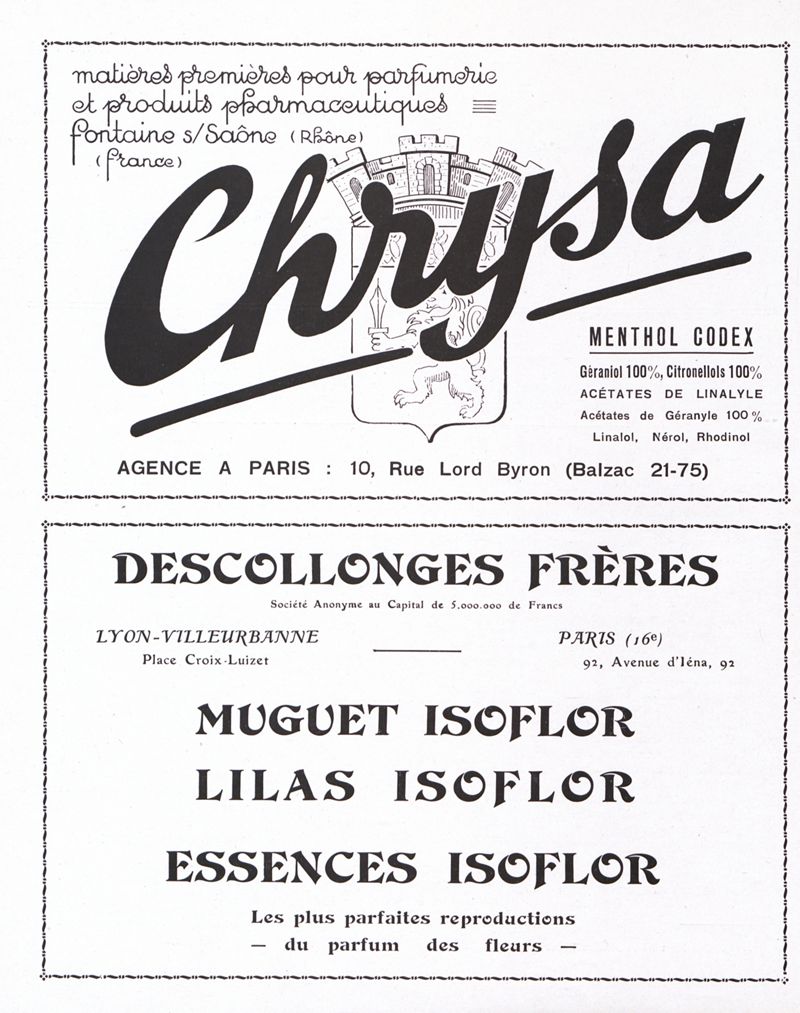 matières premières pour parfumerie
et produits pharmaceutiques
fontaine s/Saône (Rhône)
(france)
Chrysa
MENTHOL CODEX
Géraniol 100%, Citronellols 100%
ACÉTATES DE LINALYLE
Acétates de Géranyle 100%
Linalol, Nérol, Rhodinol
AGENCE A PARIS : 10, Rue Lord Byron (Balzac 21-75)
DESCOLLONGES FRÈRES
Société Anonyme au Capital de 5.000.000 de Francs
LYON-VILLEURBANNE
Place Croix-Luizet
PARIS (16e)
92, Avenue d'Iéna, 92
MUGUET ISOFLOR
LILAS ISOFLOR
ESSENCES ISOFLOR
Les plus parfaites reproductions
— du parfum des fleurs —